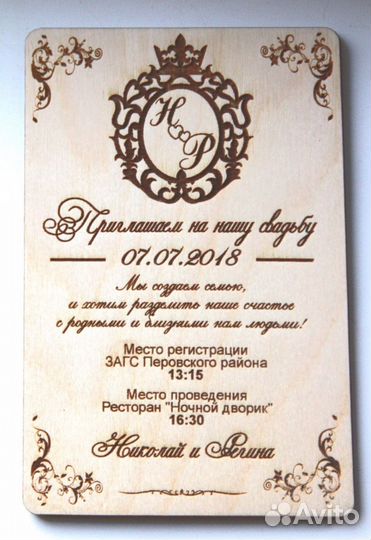 Н
Р
Приглашаем на нашу свадьбу
07.07.2018
Мы создаем семью,
и хотим разделить наше счастье
с родными и близкими нам людьми!
Место регистрации
ЗАГС Перовского района
13:15
Место проведения
Ресторан "Ночной дворик"
16:30
Николай и Регина
Avito